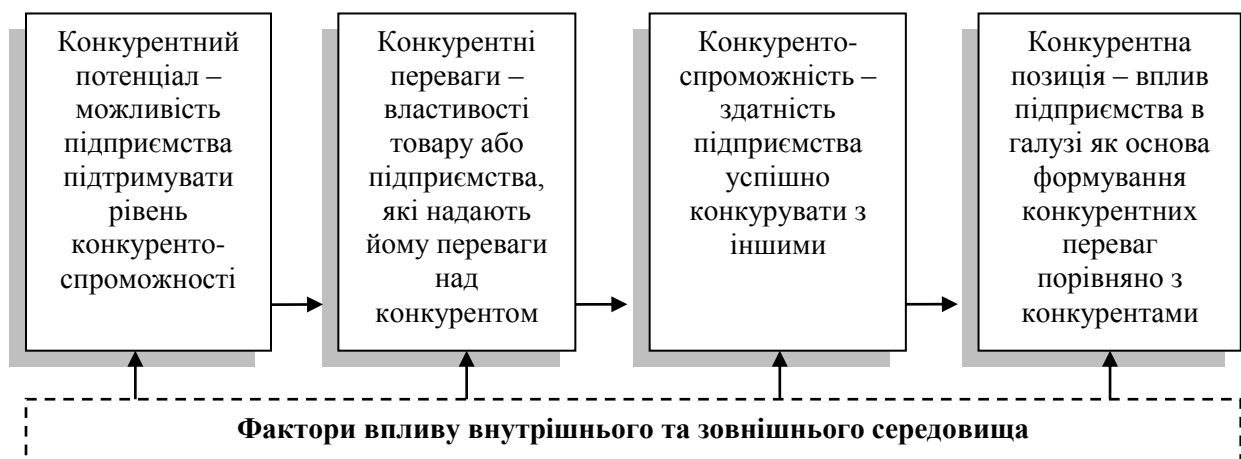 Конкурентний
потенціал –
можливість
підприємства
підтримувати
рівень
конкуренто-
спроможності
Конкурентні
переваги –
властивості
товару або
підприємства,
які надають
йому переваги
над
конкурентом
Конкуренто-
спроможність –
здатність
підприємства
успішно
конкурувати з
іншими
Конкурентна
позиція – вплив
підприємства в
галузі як основа
формування
конкурентних
переваг
порівняно з
конкурентами
Фактори впливу внутрішнього та зовнішнього середовища